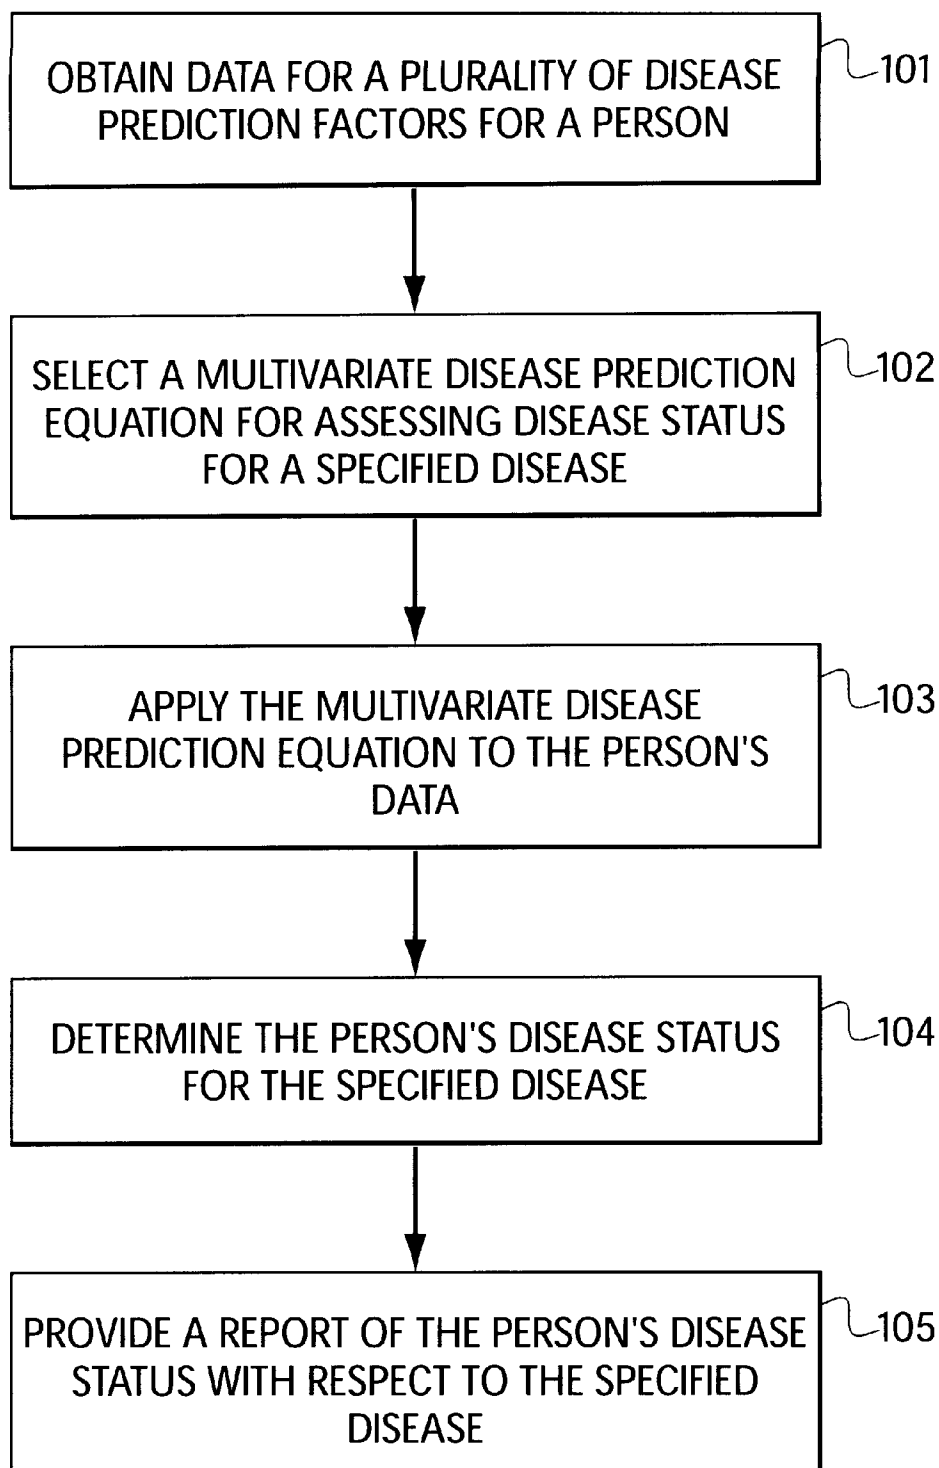 OBTAIN DATA FOR A PLURALITY OF DISEASE
PREDICTION FACTORS FOR A PERSON
101
SELECT A MULTIVARIATE DISEASE PREDICTION
EQUATION FOR ASSESSING DISEASE STATUS
FOR A SPECIFIED DISEASE
102
APPLY THE MULTIVARIATE DISEASE
PREDICTION EQUATION TO THE PERSON'S
DATA
103
DETERMINE THE PERSON'S DISEASE STATUS
FOR THE SPECIFIED DISEASE
104
PROVIDE A REPORT OF THE PERSON'S DISEASE
STATUS WITH RESPECT TO THE SPECIFIED
DISEASE
105